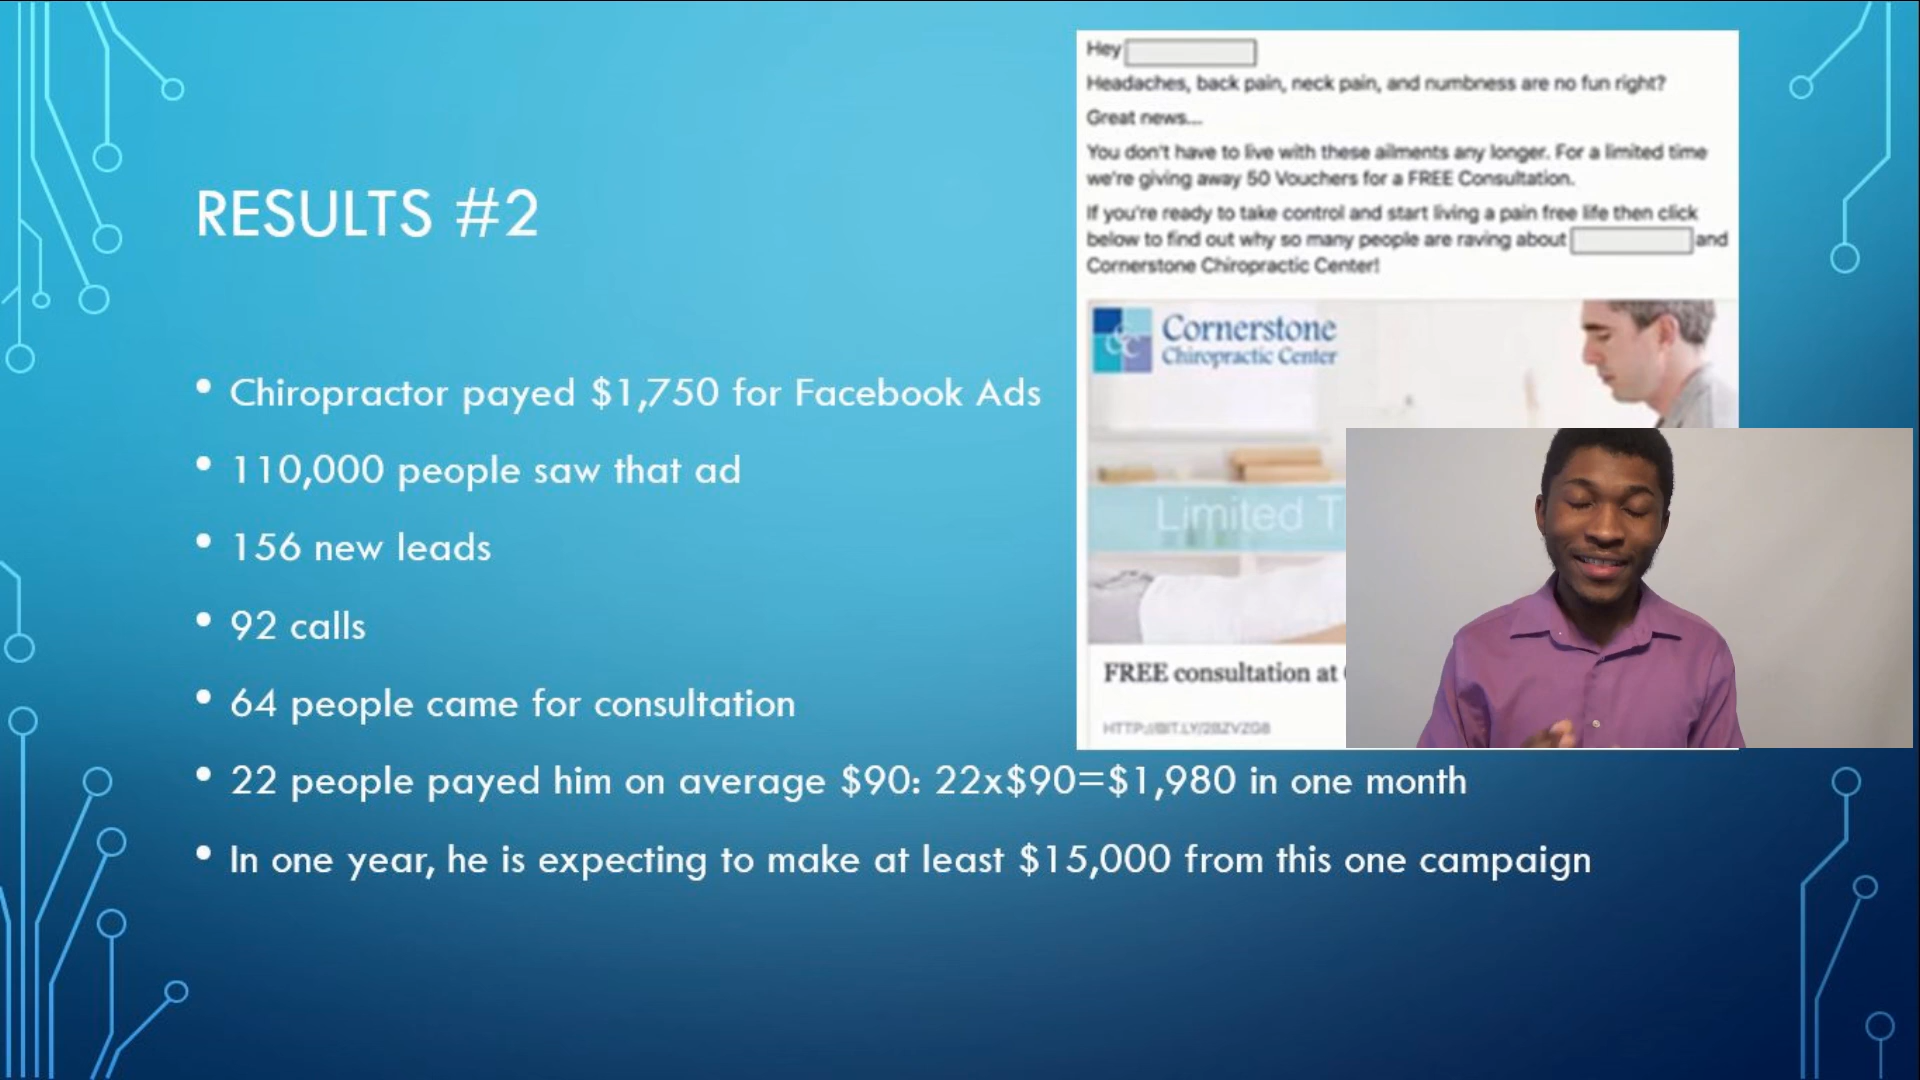 RESULTS #2
• Chiropractor payed $1,750 for Facebook Ads
• 110,000 people saw that ad
• 156 new leads
• 92 calls
• 64 people came for consultation
• 22 people payed him on average $90: 22x$90=$1,980 in one month
• In one year, he is expecting to make at least $15,000 from this one campaign
Hey
Headaches, back pain, neck pain, and numbness are no fun right?
Great news...
You don't have to live with these ailments any longer. For a limited time
we're giving away 50 Vouchers for a FREE Consultation.
If you're ready to take control and start living a pain free life then click
below to find out why so many people are raving about and
Cornerstone Chiropractic Center!
Cornerstone
Chiropractic Center
Limited T
FREE consultation at